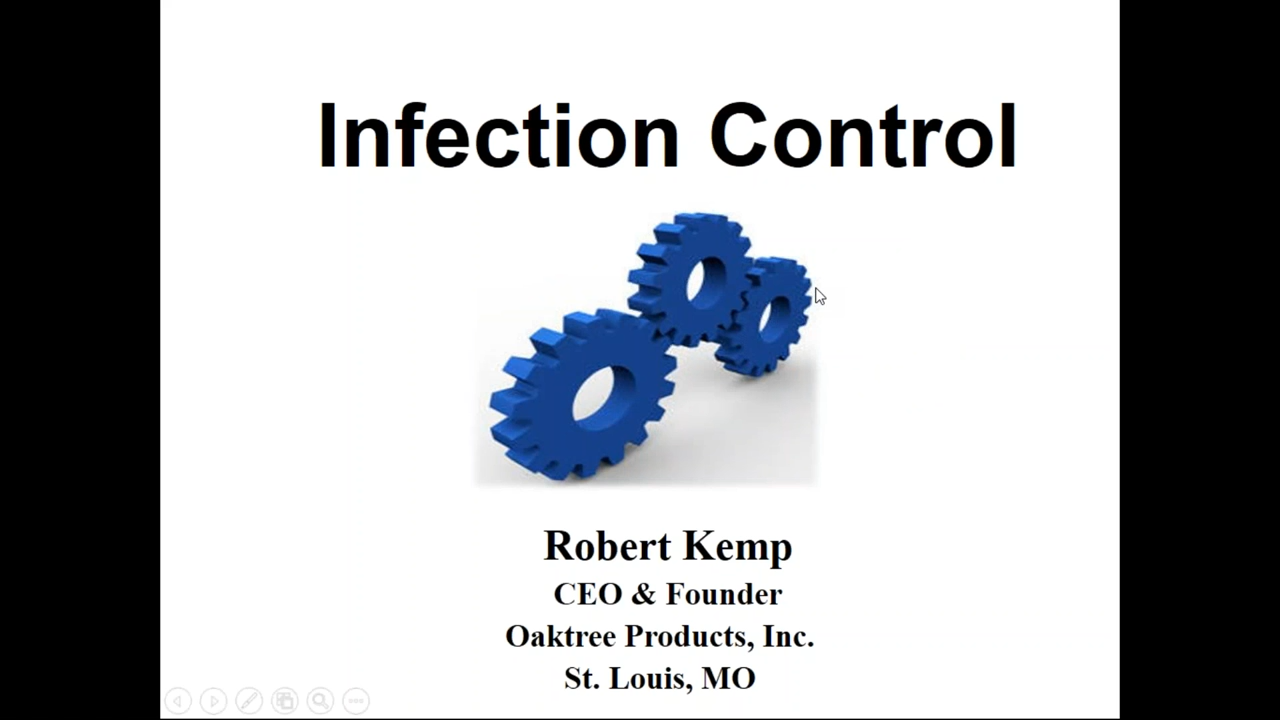 Infection Control
Robert Kemp
CEO & Founder
Oaktree Products, Inc.
St. Louis, MO